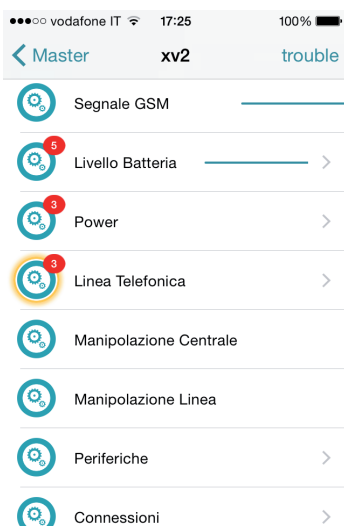 vodafone IT 17:25 100%
Master xv2 trouble
Segnale GSM
5
Livello Batteria
3
Power
3
Linea Telefonica
Manipolazione Centrale
Manipolazione Linea
Periferiche
Connessioni